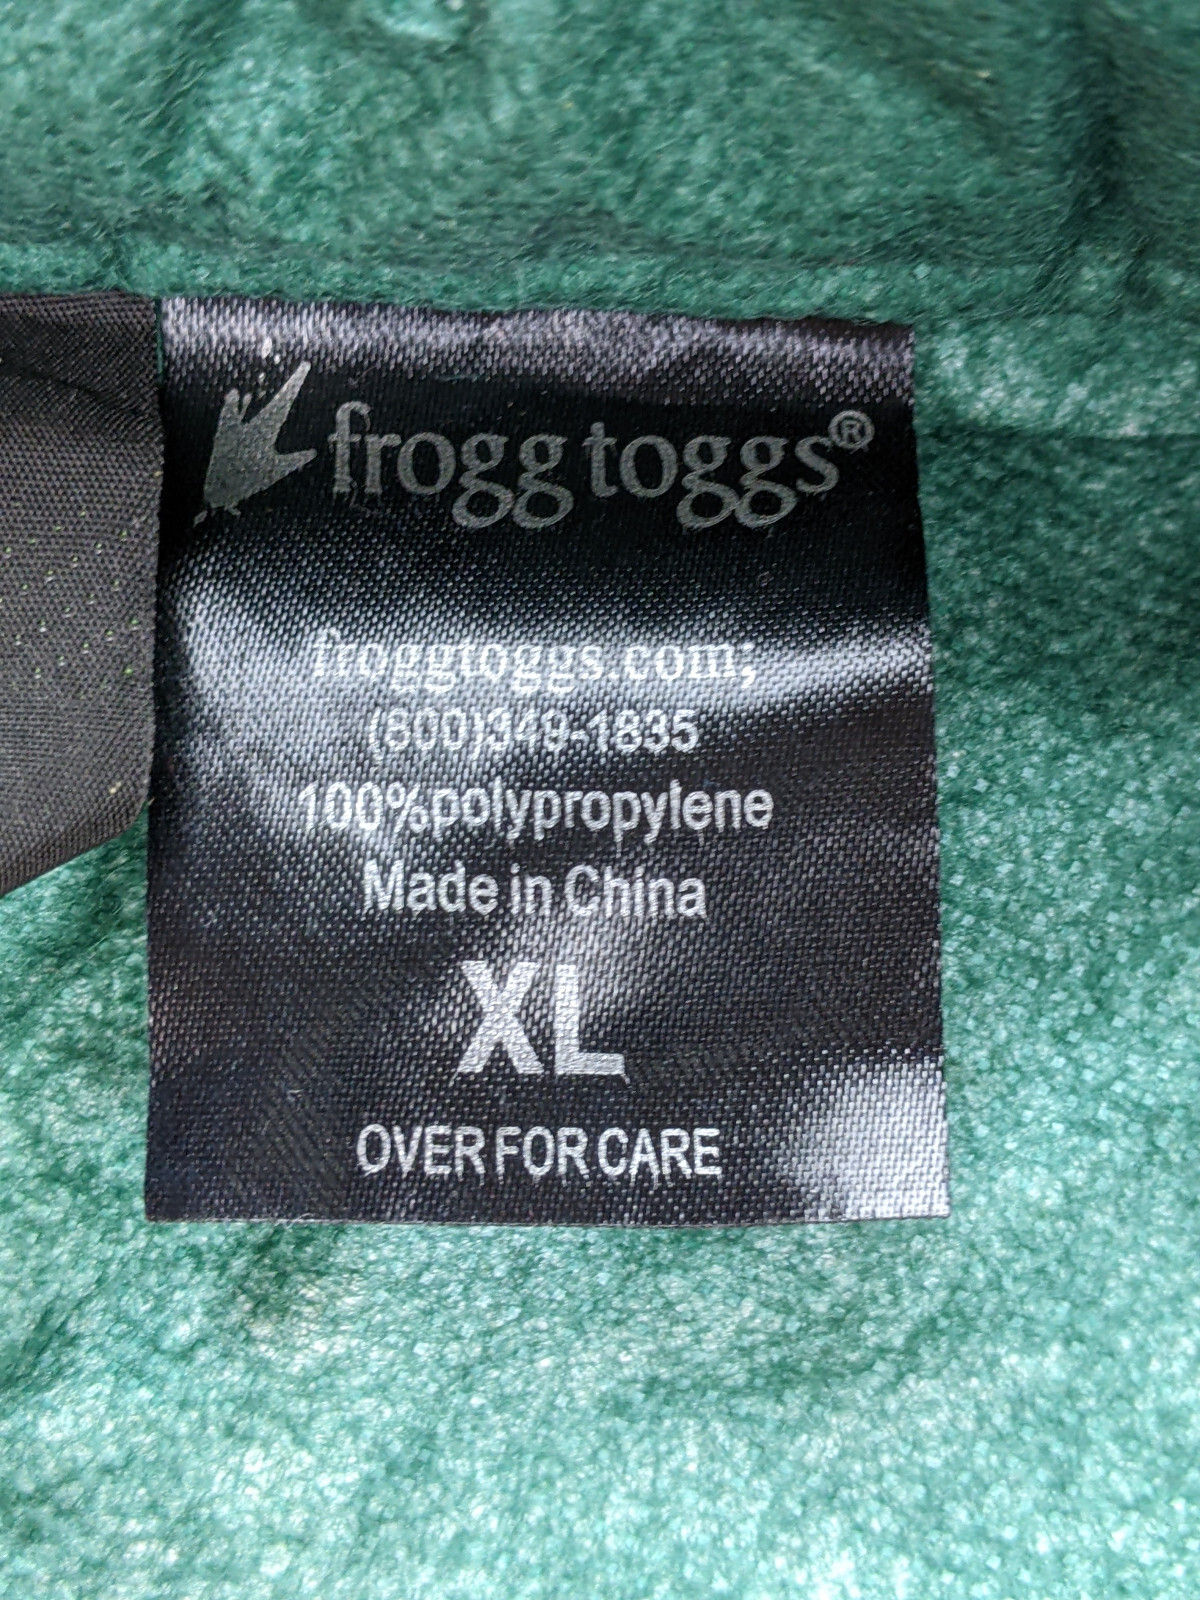 frogg toggs®
froggtoggs.com;
(800)349-1835
100%polypropylene
Made in China
XL
OVER FOR CARE